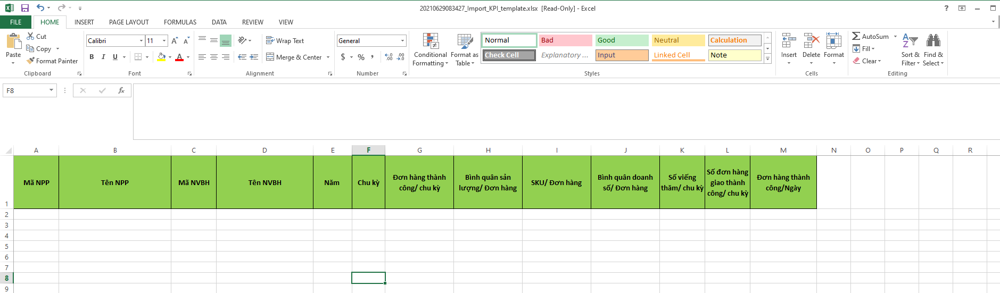 20210629083427_Import_KPI_template.xlsx [Read-Only] - Excel
?
FILE HOME INSERT PAGE LAYOUT FORMULAS DATA REVIEW VIEW
Paste
Cut
Copy
Format Painter
Clipboard
Calibri 11
B I U
Font
Wrap Text
Merge & Center
Alignment
General
$ % ,
Number
Conditional
Formatting
Format as
Table
Normal Bad Good Neutral Calculation
Check Cell Explanatory ... Input Linked Cell Note
Styles
Insert Delete Format
Cells
AutoSum
Fill
Clear
Sort &
Filter
Find &
Select
Editing
F8
fx
A B C D E F G H I J K L M N O P Q R
1
Mã NPP
Tên NPP
Mã NVBH
Tên NVBH
Năm
Chu kỳ
Đơn hàng thành
công/ chu kỳ
Bình quân sản
lượng/ Đơn hàng
SKU/ Đơn hàng
Bình quân doanh
số/ Đơn hàng
Số viếng
thăm/ chu kỳ
Số đơn hàng
giao thành
công/ chu kỳ
Đơn hàng thành
công/Ngày
2
3
4
5
6
7
8
9